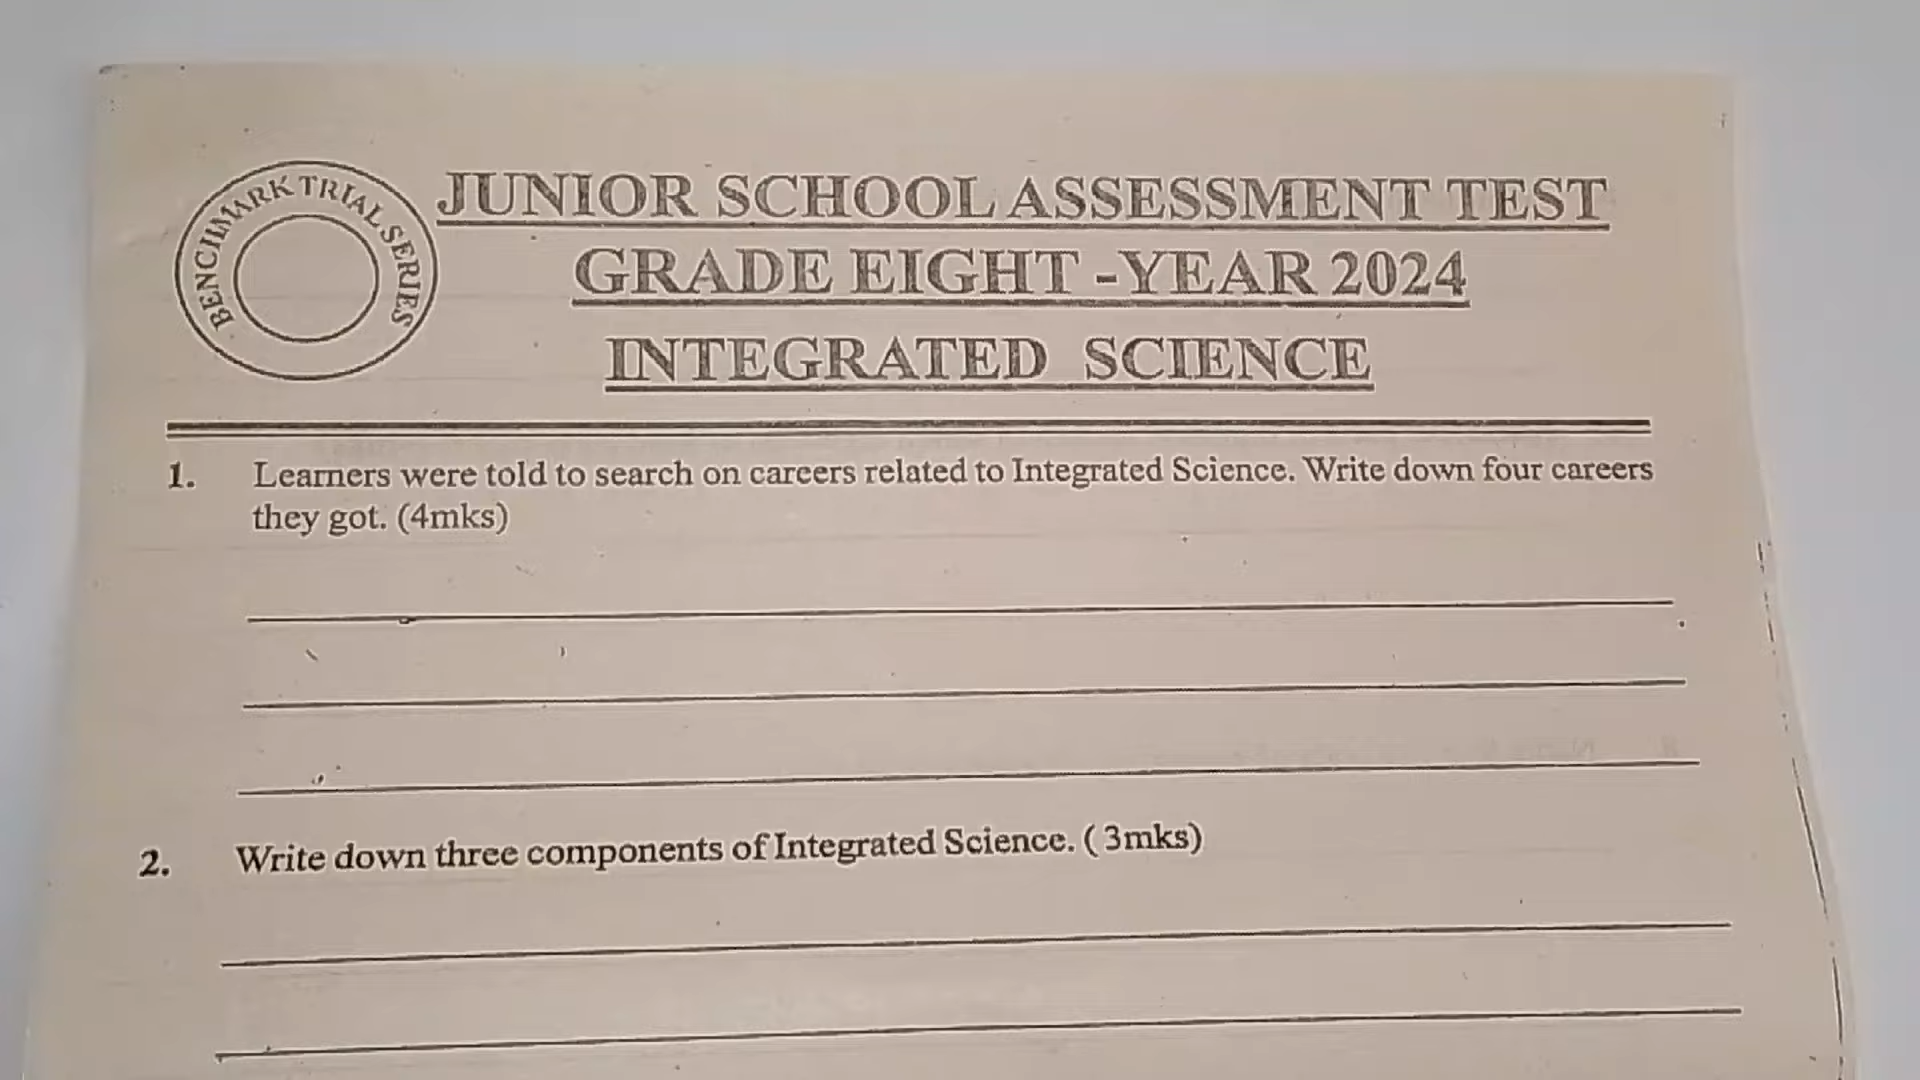 BENCHMARK TRIAL SERIES
JUNIOR SCHOOL ASSESSMENT TEST
GRADE EIGHT -YEAR 2024
INTEGRATED SCIENCE
1. Learners were told to search on careers related to Integrated Science. Write down four careers
they got. (4mks)
2. Write down three components of Integrated Science. ( 3mks)